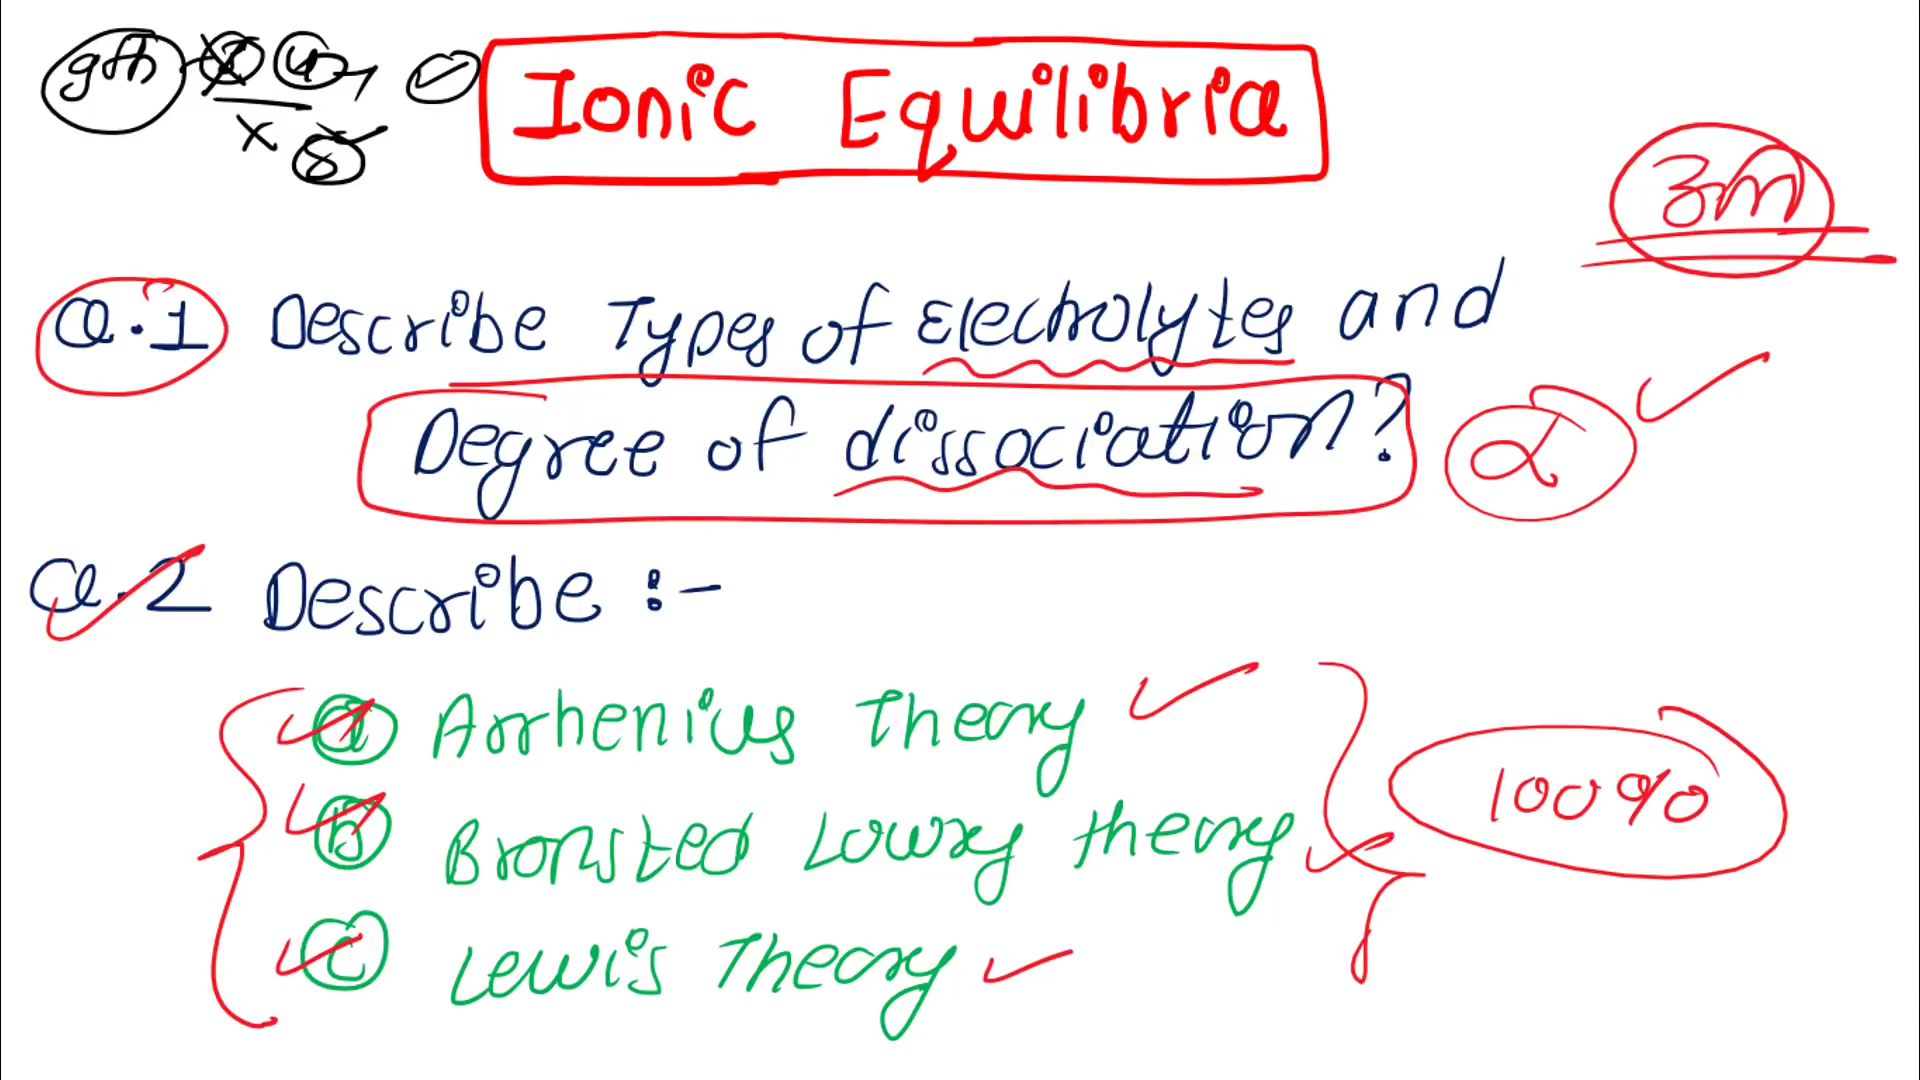 Ionic Equilibria
3m
Q.1 Describe Types of Electrolytes and
Degree of dissociation? α
Q.2 Describe :-
a Arrhenius Theory
b Bronsted Lowry theory
100%
c Lewis Theory